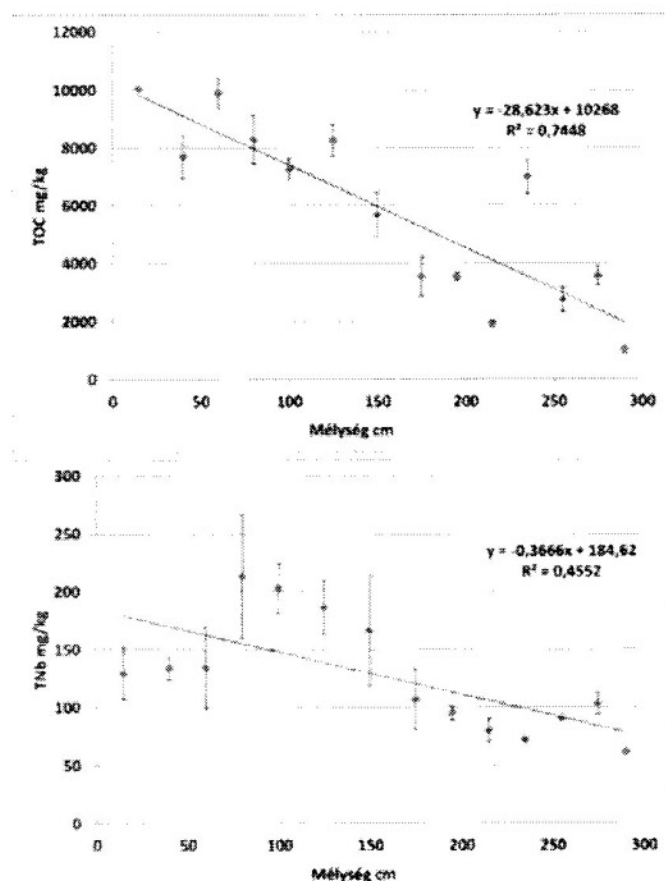 12000
10000
8000
6000
4000
2000
0
TOC mg/kg
y = -28,623x + 10268
R² = 0,7448
0 50 100 150 200 250 300
Mélység cm
300
250
200
150
100
50
0
TNb mg/kg
y = -0,3666x + 184,62
R² = 0,4552
0 50 100 150 200 250 300
Mélység cm